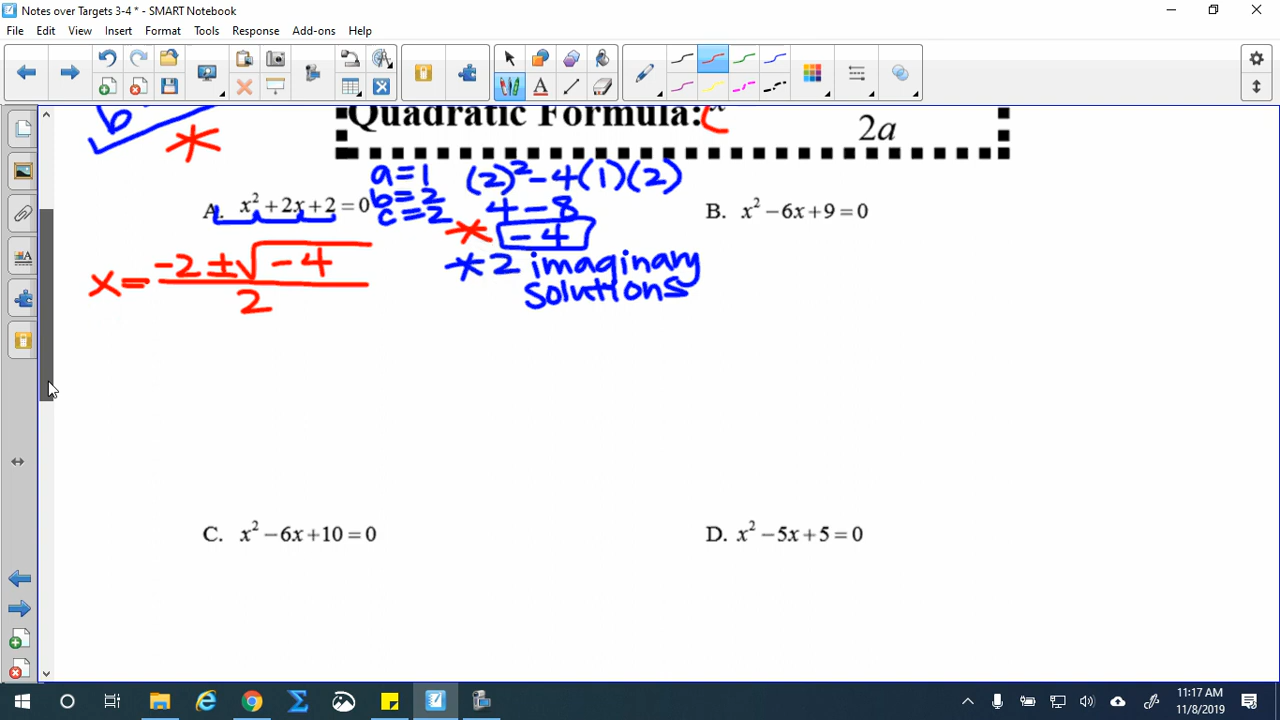 Notes over Targets 3-4 * - SMART Notebook
File Edit View Insert Format Tools Response Add-ons Help
b
*
Quadratic Formula:
2a
A. x² + 2x + 2 = 0
a = 1
b = 2
c = 2
(2)² - 4(1)(2)
4 - 8
* -4
* 2 imaginary
solutions
B. x² - 6x + 9 = 0
x = -2 ± √-4
2
C. x² - 6x + 10 = 0
D. x² - 5x + 5 = 0
11:17 AM
11/8/2019